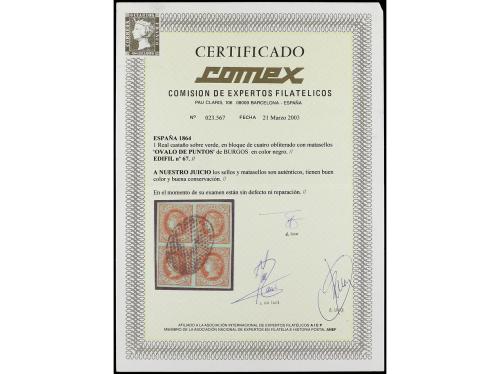 CERTIFICADO
comex
COMISION DE EXPERTOS FILATELICOS
PAU CLARIS, 106 08009 BARCELONA - ESPAÑA
Nº 023.567 FECHA 21 Marzo 2003
ESPAÑA 1864
1 Real castaño sobre verde, en bloque de cuatro obliterado con matasellos
"OVALO DE PUNTOS" de BURGOS en color negro. //
EDIFIL nº 67. //
A NUESTRO JUICIO los sellos y matasellos son auténticos, tienen buen
color y buena conservación. //
En el momento de su examen están sin defecto ni reparación. //
AFILIADO A LA ASOCIACIÓN INTERNACIONAL DE EXPERTOS FILATELICOS A I E P
MIEMBRO DE LA ASOCIACIÓN NACIONAL DE EXPERTOS EN FILATELIA E HISTORIA POSTAL. ANEF